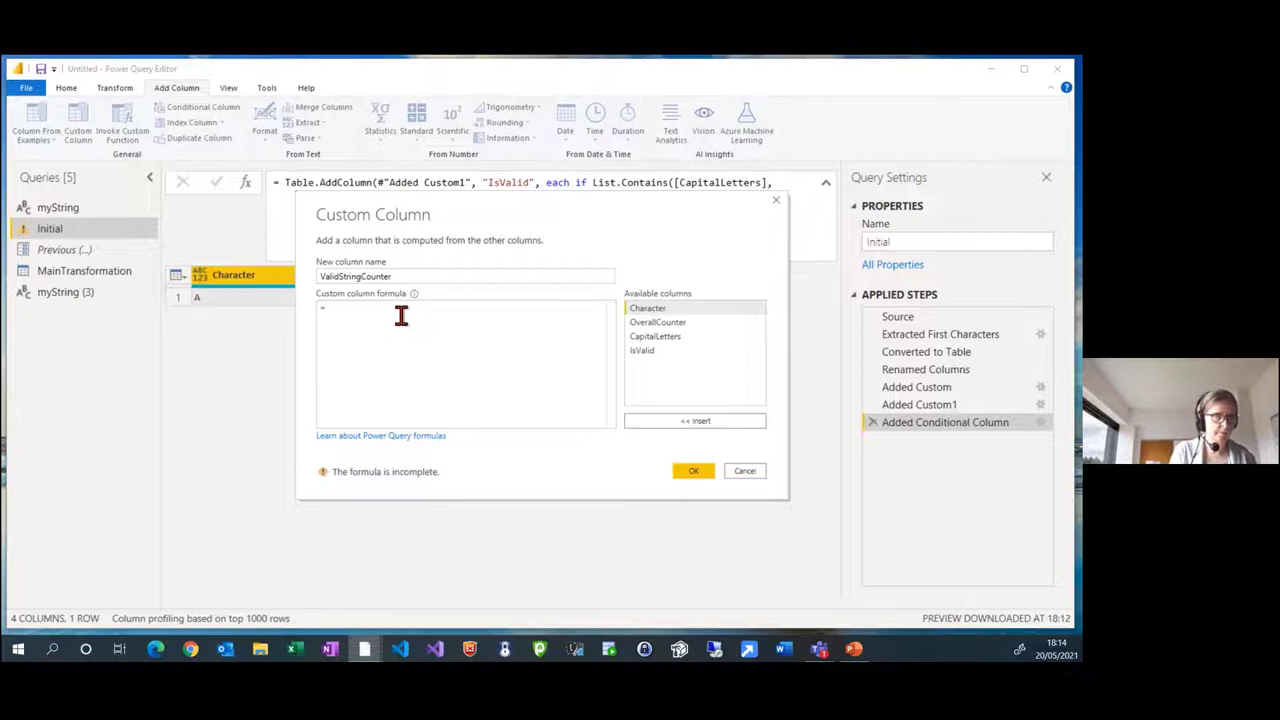 Untitled - Power Query Editor
File Home Transform Add Column View Tools Help
Column From Examples
Custom Column
Invoke Custom Function
Conditional Column
Index Column
Duplicate Column
General
Format
Merge Columns
Extract
Parse
From Text
Statistics
Standard
Scientific
10²
Trigonometry
Rounding
Information
From Number
Date
Time
Duration
From Date & Time
Text Analytics
Vision
Azure Machine Learning
AI Insights
Queries [5]
myString
Initial
Previous (...)
MainTransformation
myString (3)
fx
= Table.AddColumn(#"Added Custom1", "IsValid", each if List.Contains([CapitalLetters],
ABC 123 Character
1 A
Custom Column
Add a column that is computed from the other columns.
New column name
ValidStringCounter
Custom column formula
=
Available columns
Character
OverallCounter
CapitalLetters
IsValid
<< Insert
Learn about Power Query formulas
The formula is incomplete.
OK
Cancel
Query Settings
PROPERTIES
Name
Initial
All Properties
APPLIED STEPS
Source
Extracted First Characters
Converted to Table
Renamed Columns
Added Custom
Added Custom1
Added Conditional Column
4 COLUMNS, 1 ROW Column profiling based on top 1000 rows
PREVIEW DOWNLOADED AT 18:12
18:14
20/05/2021